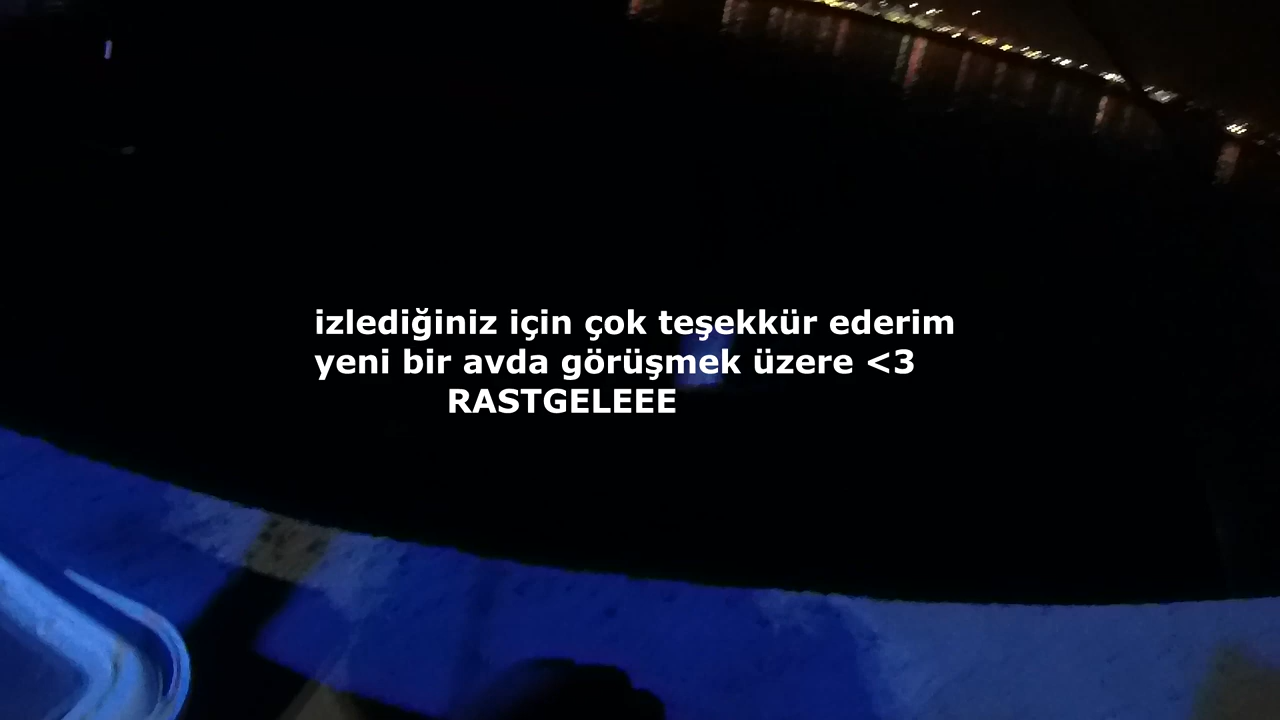 izlediğiniz için çok teşekkür ederim
yeni bir avda görüşmek üzere <3
RASTGELEEE